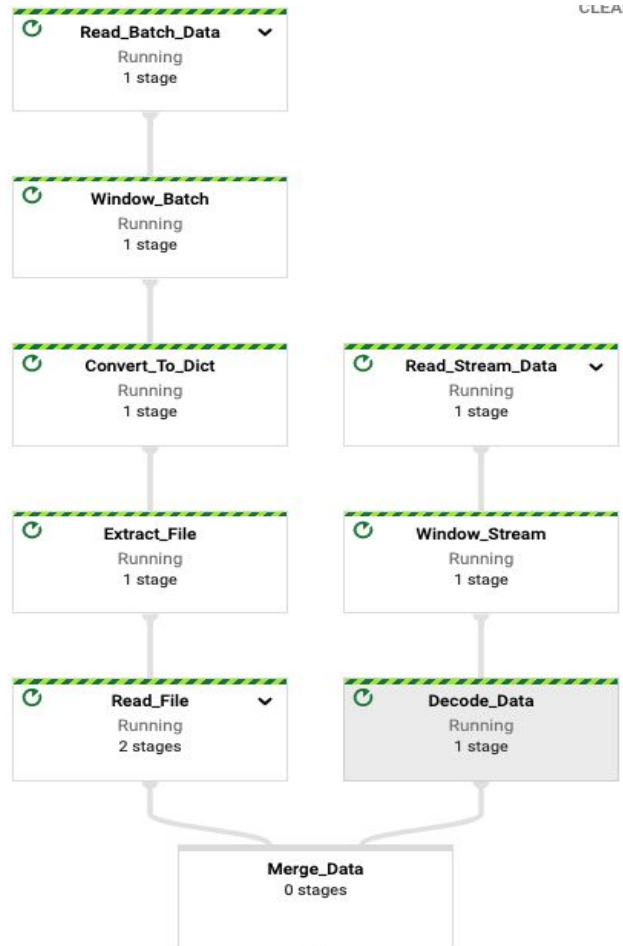 CLEA
Read_Batch_Data
Running
1 stage
Window_Batch
Running
1 stage
Convert_To_Dict
Running
1 stage
Read_Stream_Data
Running
1 stage
Extract_File
Running
1 stage
Window_Stream
Running
1 stage
Read_File
Running
2 stages
Decode_Data
Running
1 stage
Merge_Data
0 stages